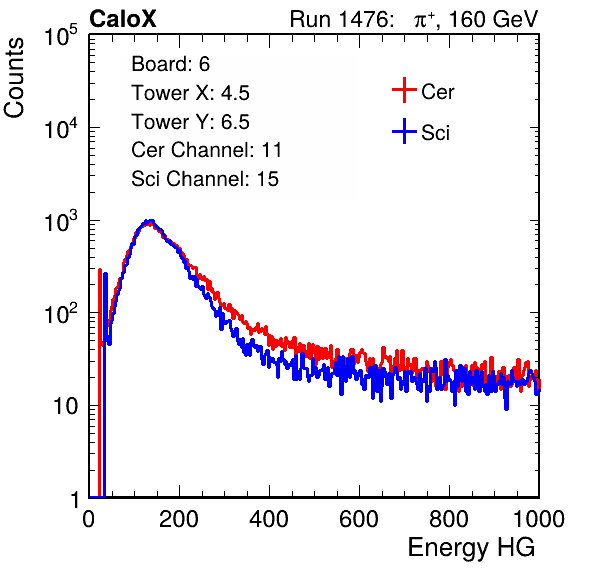 CaloX Run 1476: π⁺, 160 GeV
Counts
10⁵
10⁴
10³
10²
10
1
Board: 6
Tower X: 4.5
Tower Y: 6.5
Cer Channel: 11
Sci Channel: 15
Cer
Sci
0 200 400 600 800 1000
Energy HG